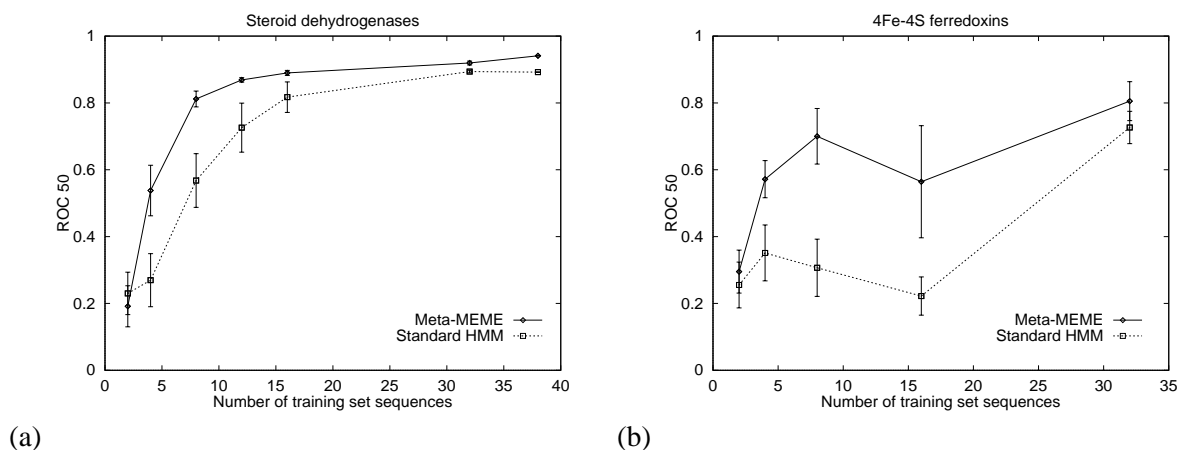 Steroid dehydrogenases
1
0.8
0.6
0.4
0.2
0
ROC 50
Meta-MEME
Standard HMM
0 5 10 15 20 25 30 35 40
Number of training set sequences
(a)
4Fe-4S ferredoxins
1
0.8
0.6
0.4
0.2
0
ROC 50
Meta-MEME
Standard HMM
0 5 10 15 20 25 30 35
Number of training set sequences
(b)